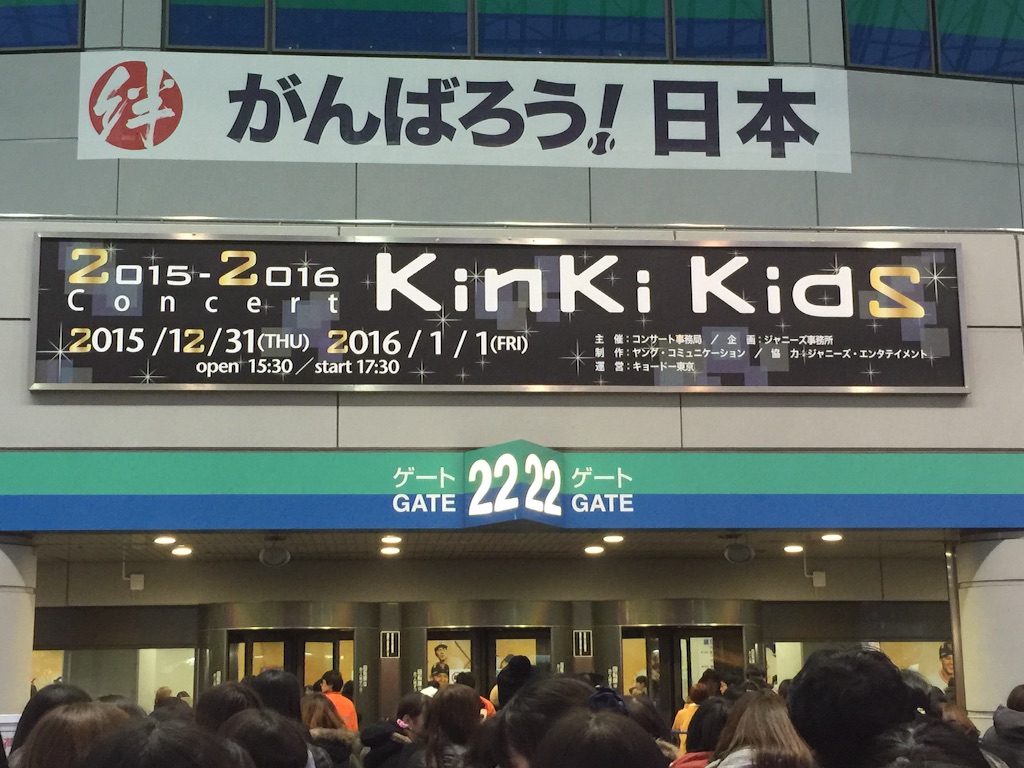 絆 がんばろう!日本
2015-2016
Concert
KinKi Kids
2015/12/31(THU) 2016/1/1(FRI)
open 15:30/start 17:30
主 催:コンサート事務局 / 企 画:ジャニーズ事務所
制 作:ヤング・コミュニケーション / 協 力:ジャニーズ・エンタテイメント
運 営:キョードー東京
ゲート 22 22 ゲート
GATE GATE